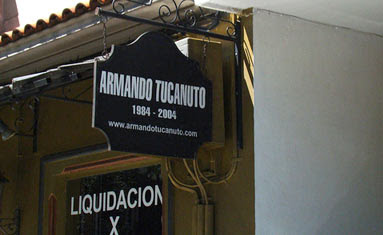 ARMANDO TUCANUTO
1984 - 2004
www.armandotucanuto.com
LIQUIDACION
X